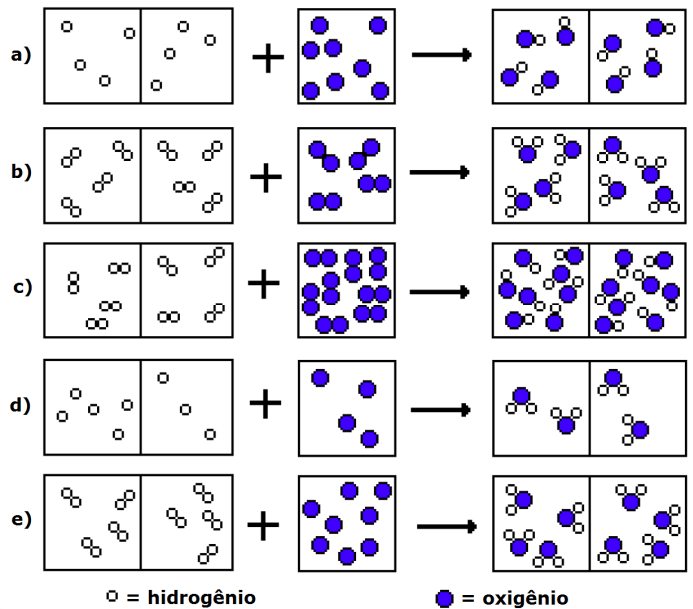 a)
b)
c)
d)
e)
= hidrogênio = oxigênio